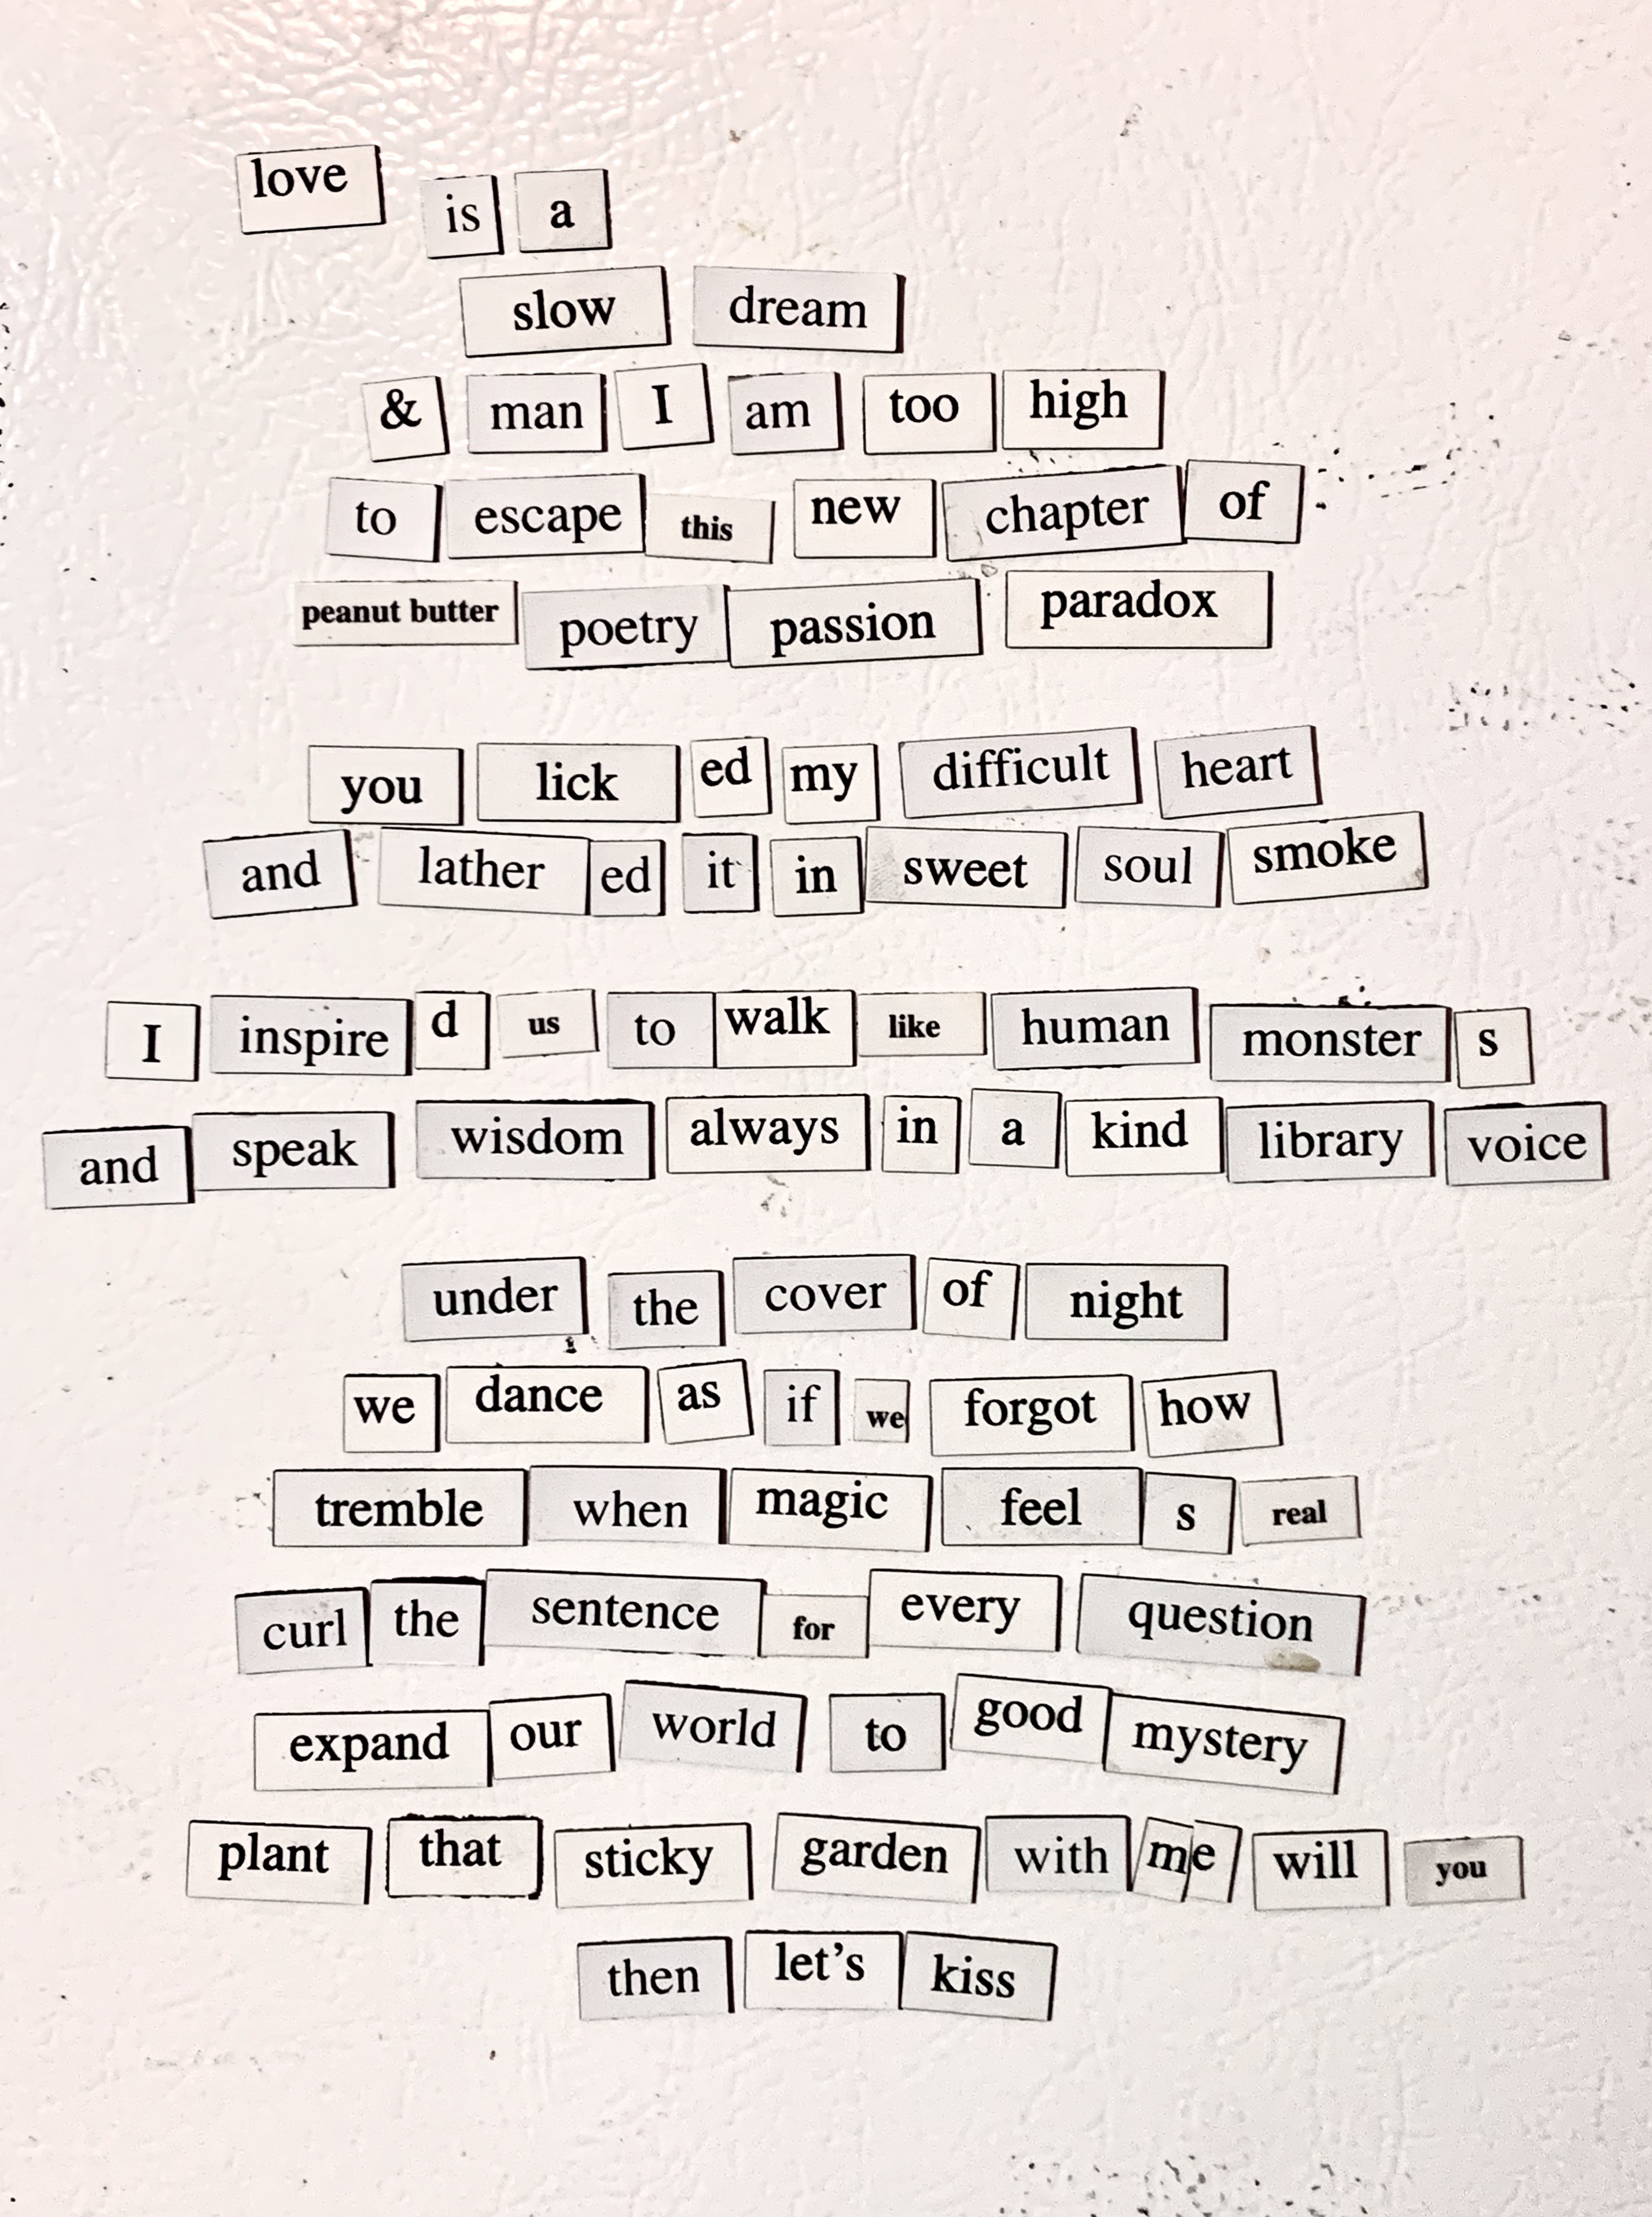 love is a
slow dream
& man I am too high
to escape this new chapter of
peanut butter poetry passion paradox
you lick ed my difficult heart
and lather ed it in sweet soul smoke
I inspire d us to walk like human monster s
and speak wisdom always in a kind library voice
under the cover of night
we dance as if we forgot how
tremble when magic feel s real
curl the sentence for every question
expand our world to good mystery
plant that sticky garden with me will you
then let's kiss